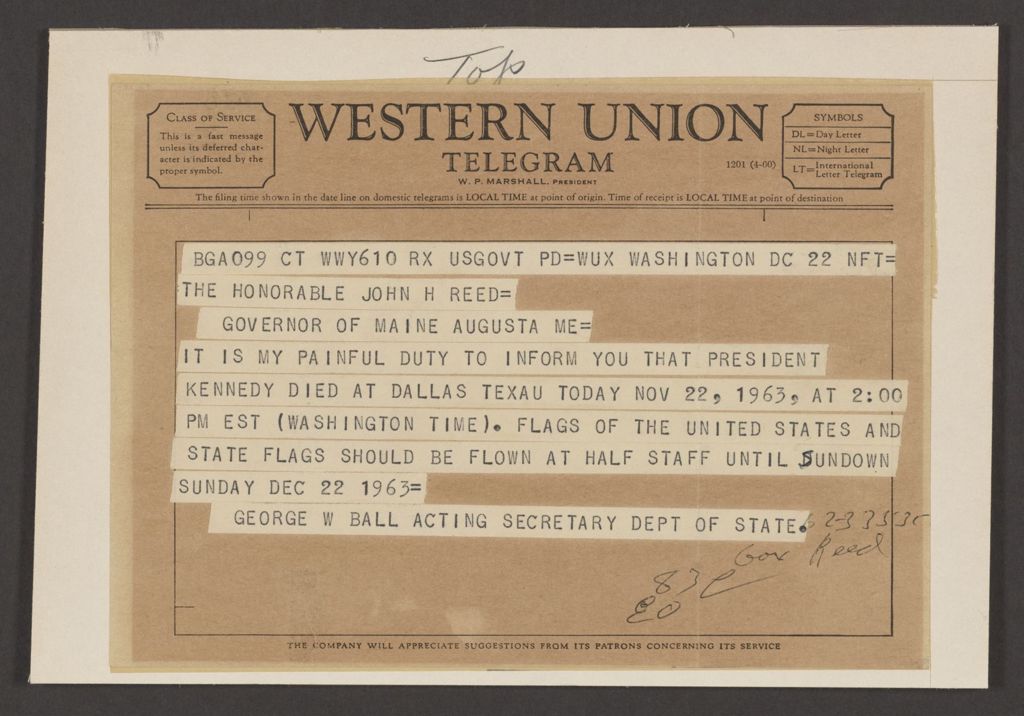 Top
CLASS OF SERVICE
This is a fast message
unless its deferred char-
acter is indicated by the
proper symbol.
WESTERN UNION
TELEGRAM
W. P. MARSHALL, PRESIDENT
1201 (4-60)
SYMBOLS
DL=Day Letter
NL=Night Letter
LT=International Letter Telegram
The filing time shown in the date line on domestic telegrams is LOCAL TIME at point of origin. Time of receipt is LOCAL TIME at point of destination
BGA099 CT WWY610 RX USGOVT PD=WUX WASHINGTON DC 22 NFT=
THE HONORABLE JOHN H REED=
GOVERNOR OF MAINE AUGUSTA ME=
IT IS MY PAINFUL DUTY TO INFORM YOU THAT PRESIDENT
KENNEDY DIED AT DALLAS TEXAU TODAY NOV 22, 1963, AT 2:00
PM EST (WASHINGTON TIME). FLAGS OF THE UNITED STATES AND
STATE FLAGS SHOULD BE FLOWN AT HALF STAFF UNTIL SUNDOWN
SUNDAY DEC 22 1963=
GEORGE W BALL ACTING SECRETARY DEPT OF STATE.
Gov Reed
THE COMPANY WILL APPRECIATE SUGGESTIONS FROM ITS PATRONS CONCERNING ITS SERVICE